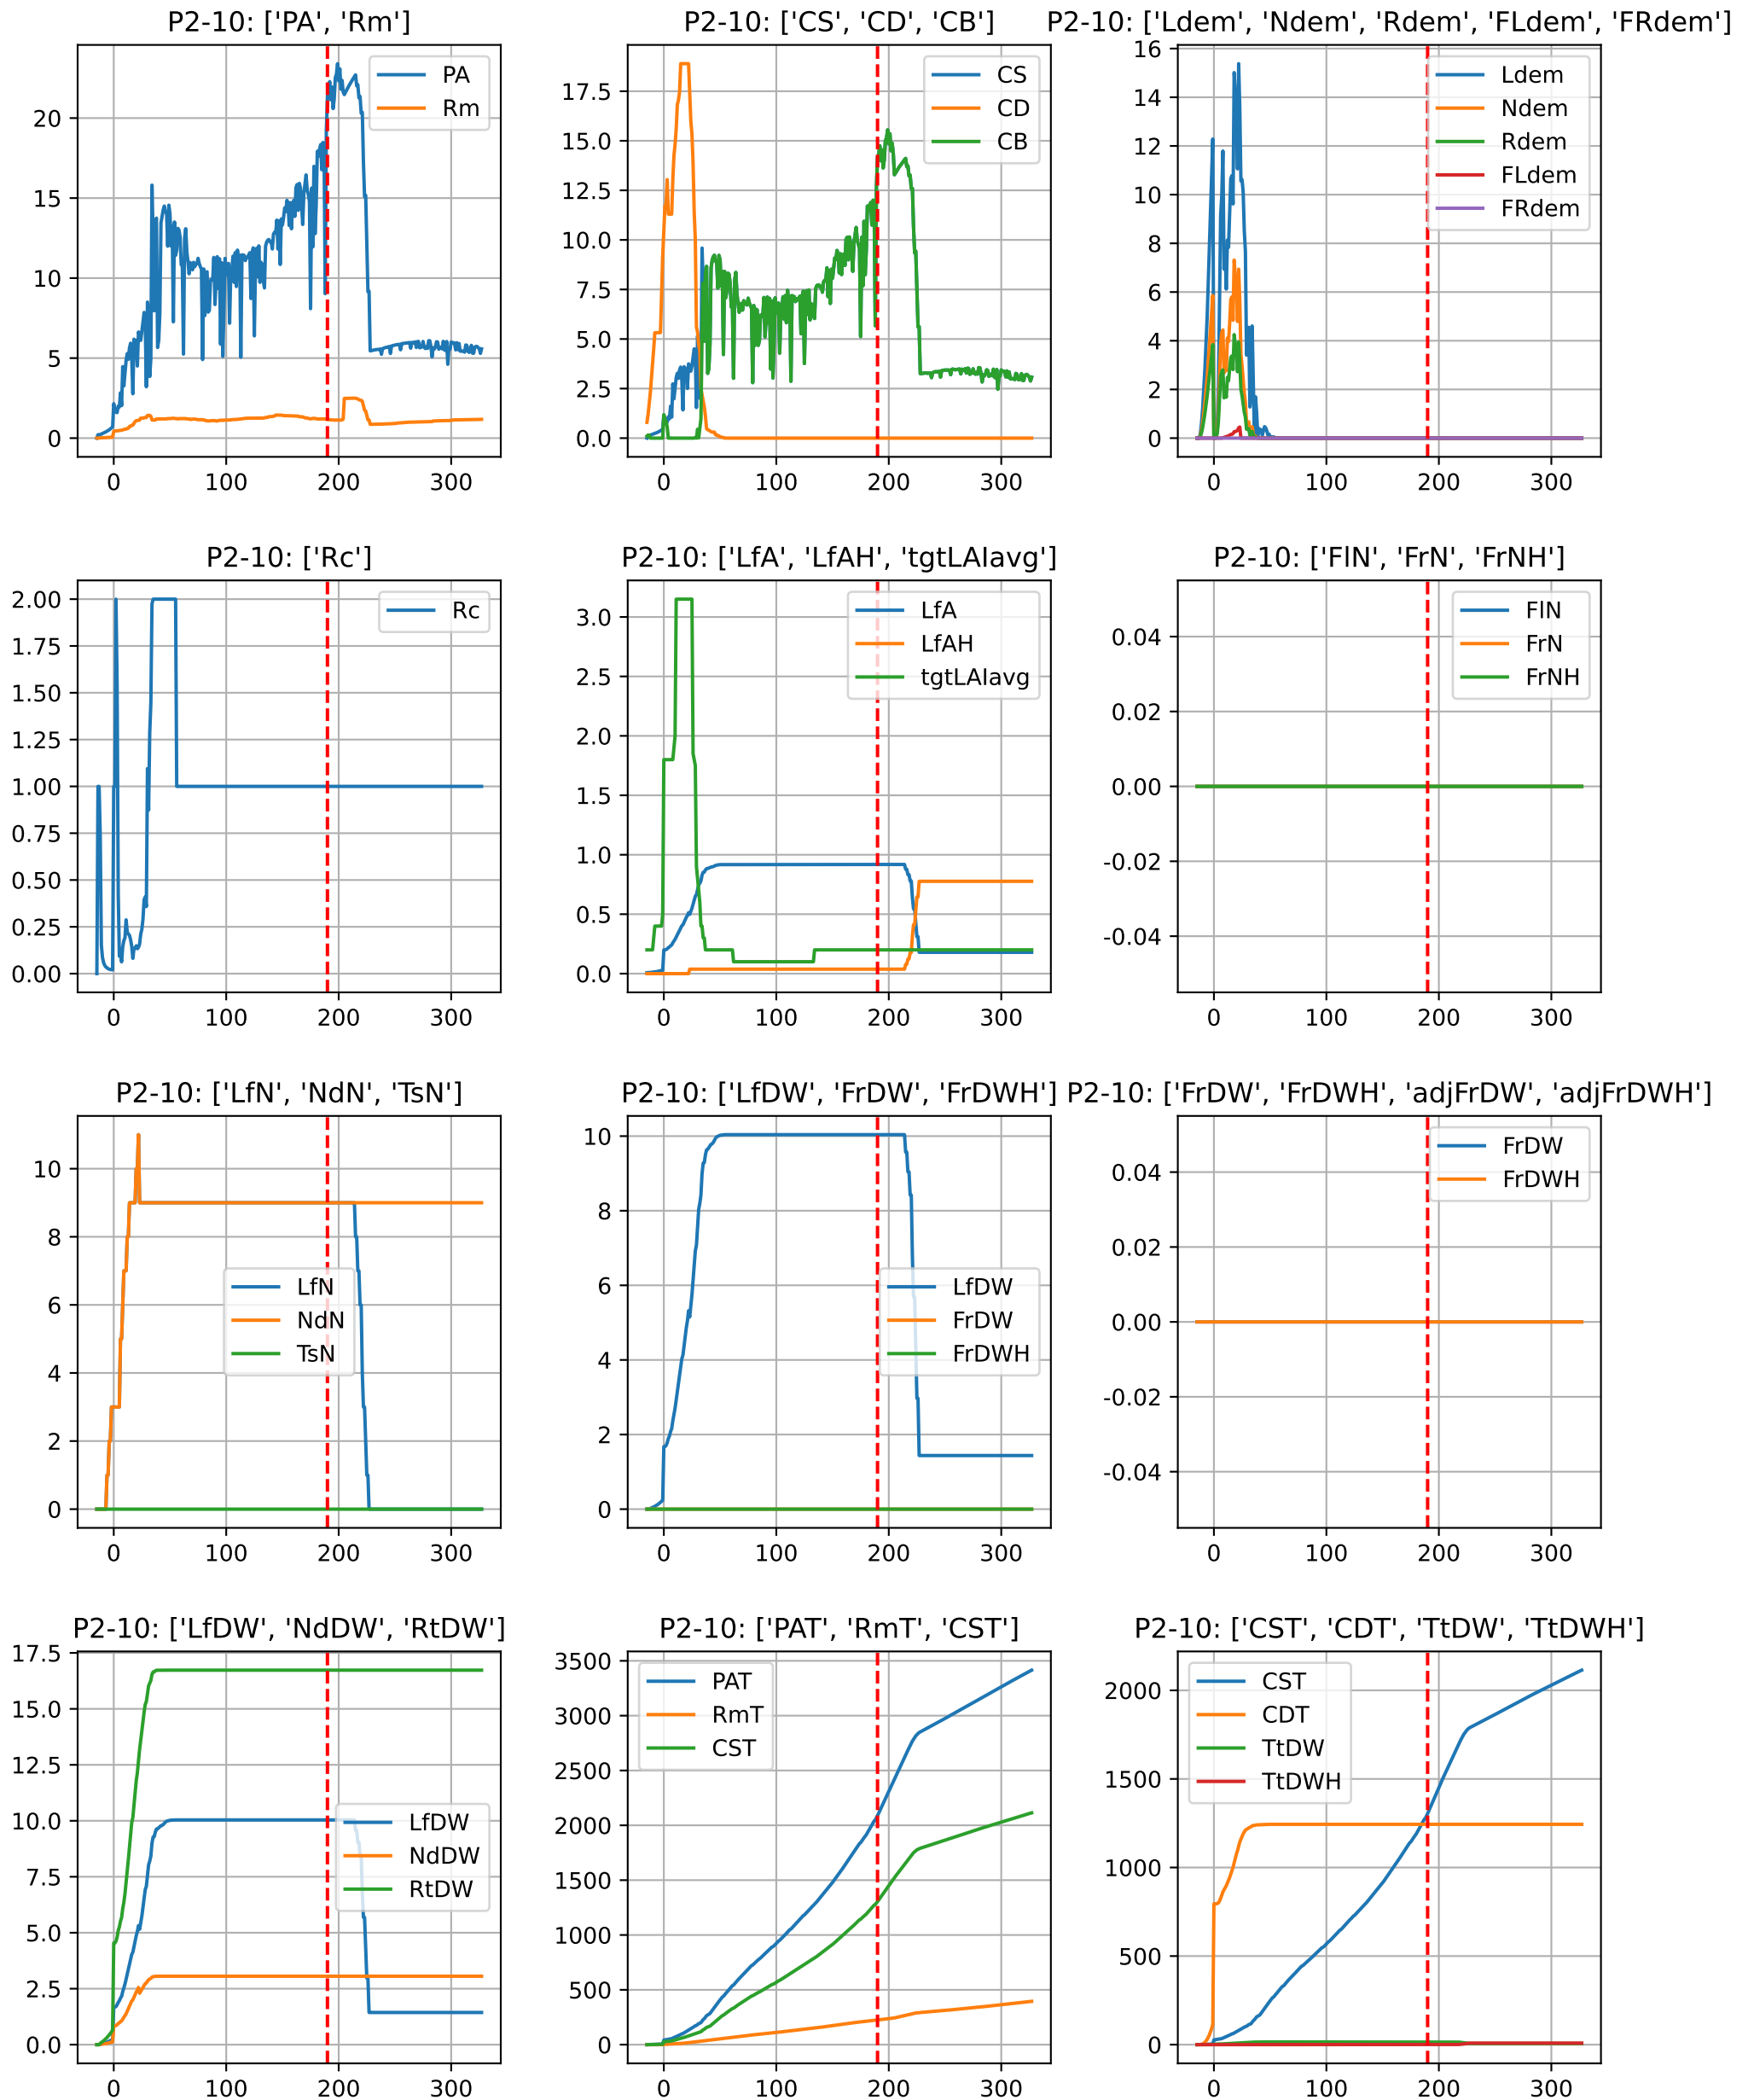 P2-10: ['PA', 'Rm']
20
15
10
5
0
PA
Rm
0 100 200 300
P2-10: ['CS', 'CD', 'CB']
17.5
15.0
12.5
10.0
7.5
5.0
2.5
0.0
CS
CD
CB
0 100 200 300
P2-10: ['Ldem', 'Ndem', 'Rdem', 'FLdem', 'FRdem']
16
14
12
10
8
6
4
2
0
Ldem
Ndem
Rdem
FLdem
FRdem
0 100 200 300
P2-10: ['Rc']
2.00
1.75
1.50
1.25
1.00
0.75
0.50
0.25
0.00
Rc
0 100 200 300
P2-10: ['LfA', 'LfAH', 'tgtLAIavg']
3.0
2.5
2.0
1.5
1.0
0.5
0.0
LfA
LfAH
tgtLAIavg
0 100 200 300
P2-10: ['FlN', 'FrN', 'FrNH']
0.04
0.02
0.00
-0.02
-0.04
FlN
FrN
FrNH
0 100 200 300
P2-10: ['LfN', 'NdN', 'TsN']
10
8
6
4
2
0
LfN
NdN
TsN
0 100 200 300
P2-10: ['LfDW', 'FrDW', 'FrDWH']
10
8
6
4
2
0
LfDW
FrDW
FrDWH
0 100 200 300
P2-10: ['FrDW', 'FrDWH', 'adjFrDW', 'adjFrDWH']
0.04
0.02
0.00
-0.02
-0.04
FrDW
FrDWH
0 100 200 300
P2-10: ['LfDW', 'NdDW', 'RtDW']
17.5
15.0
12.5
10.0
7.5
5.0
2.5
0.0
LfDW
NdDW
RtDW
0 100 200 300
P2-10: ['PAT', 'RmT', 'CST']
3500
3000
2500
2000
1500
1000
500
0
PAT
RmT
CST
0 100 200 300
P2-10: ['CST', 'CDT', 'TtDW', 'TtDWH']
2000
1500
1000
500
0
CST
CDT
TtDW
TtDWH
0 100 200 300